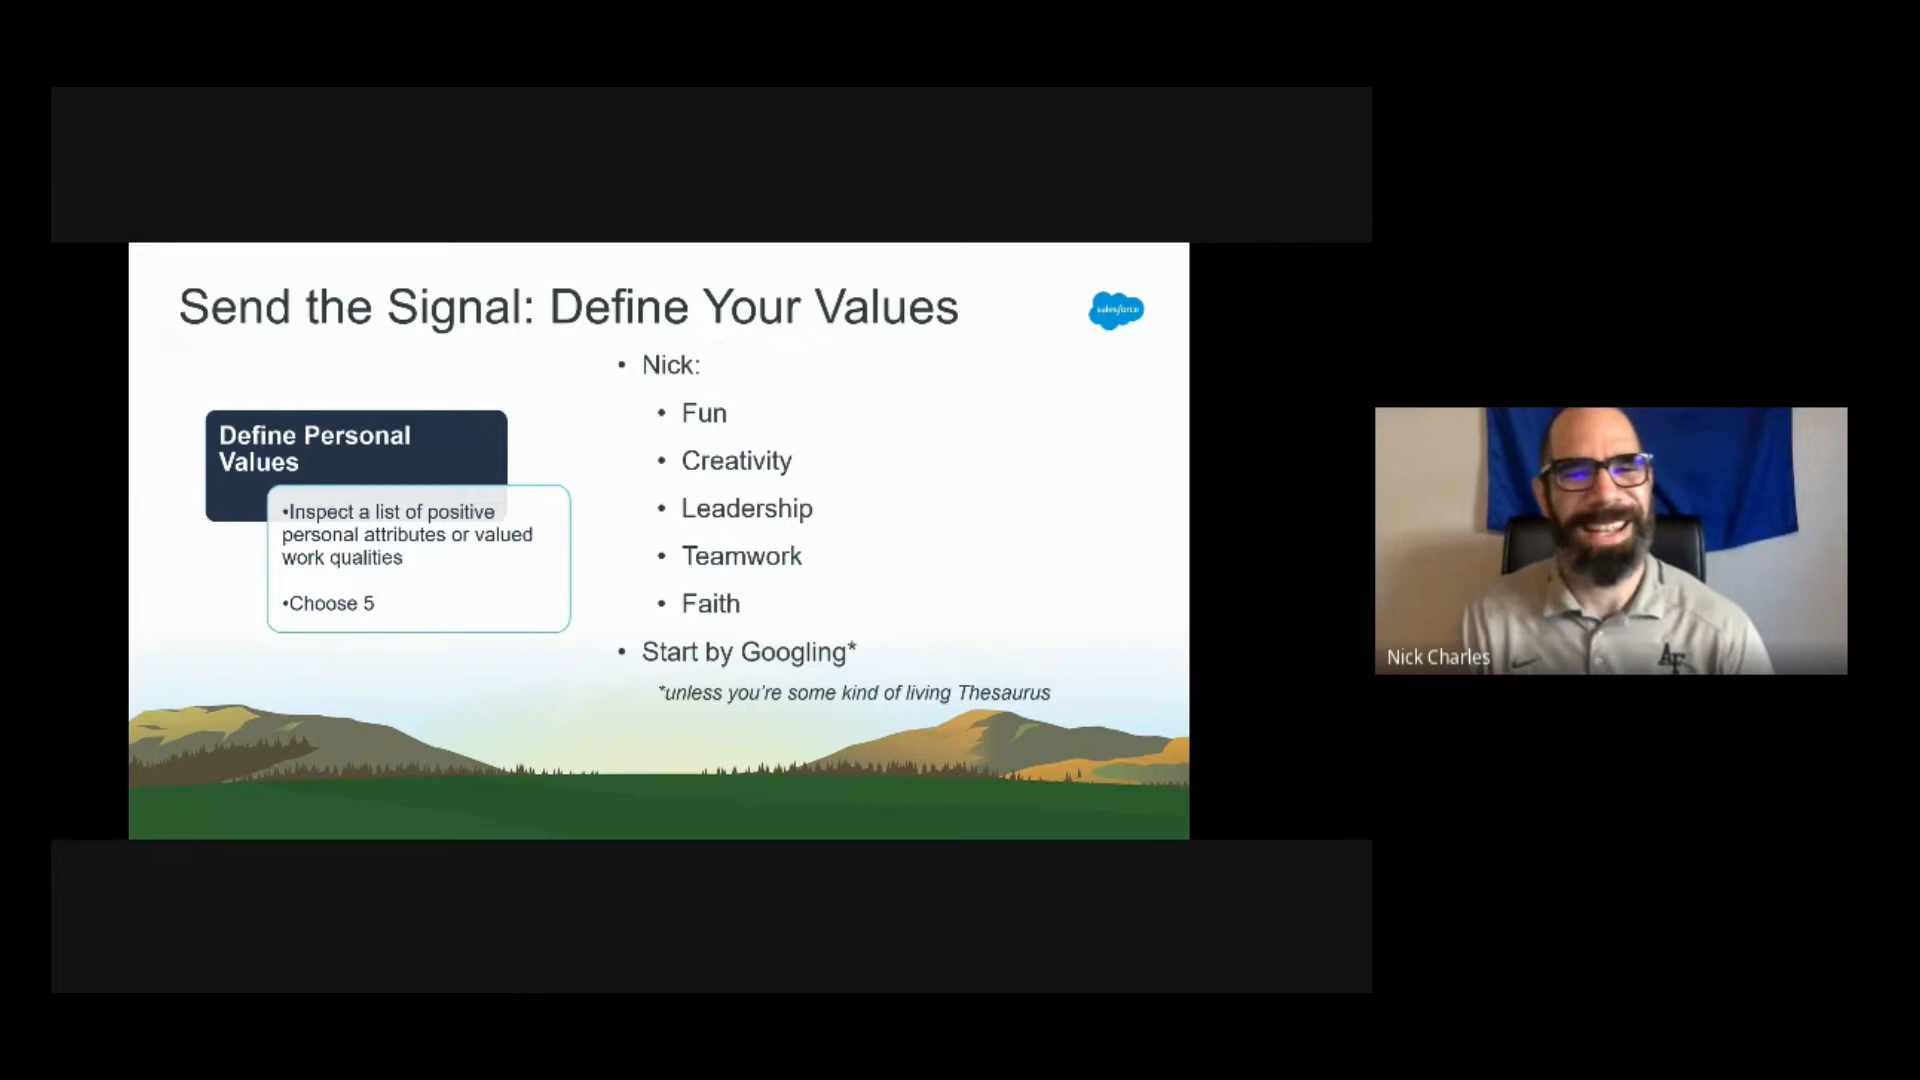 Send the Signal: Define Your Values
salesforce
Define Personal
Values
•Inspect a list of positive
personal attributes or valued
work qualities
•Choose 5
• Nick:
• Fun
• Creativity
• Leadership
• Teamwork
• Faith
• Start by Googling*
*unless you're some kind of living Thesaurus
Nick Charles
AF